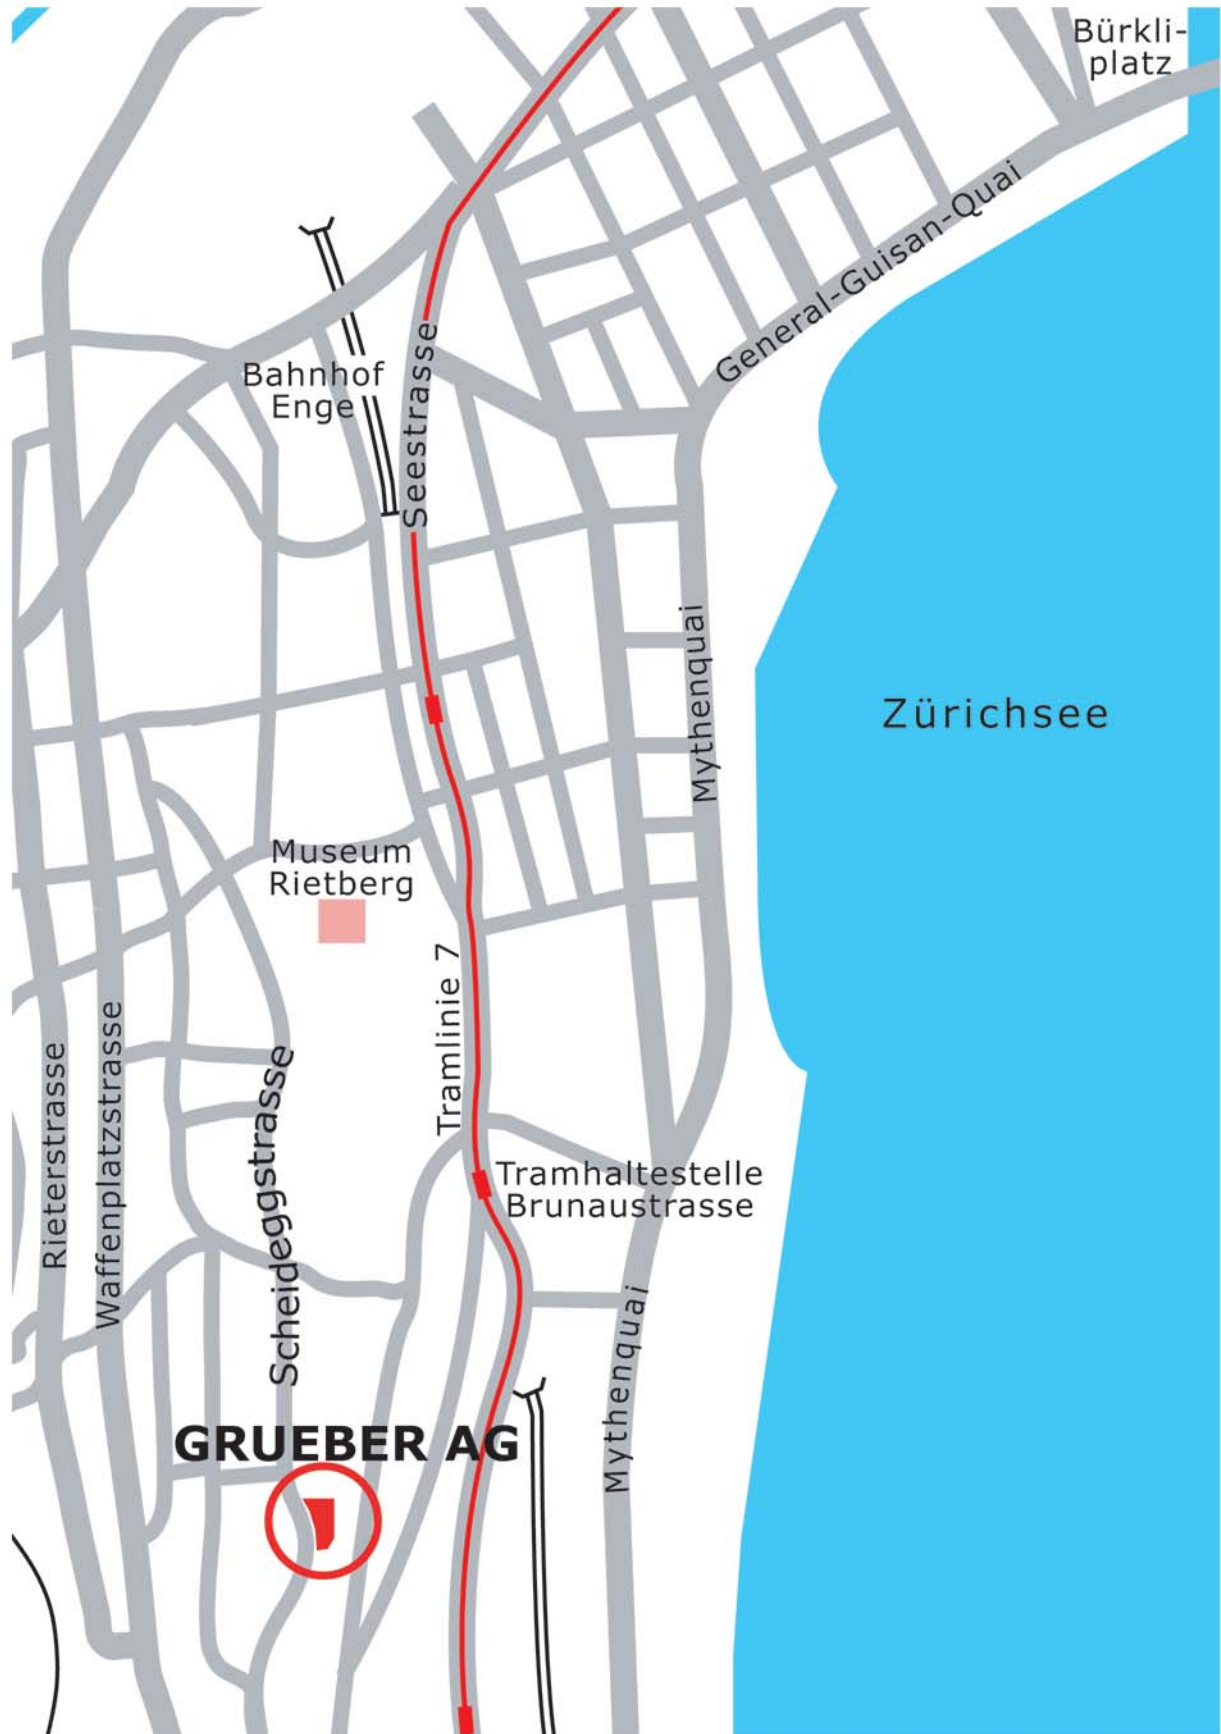 Bürkli-
platz
General-Guisan-Quai
Bahnhof
Enge
Seestrasse
Mythenquai
Zürichsee
Museum
Rietberg
Tramlinie 7
Rieterstrasse
Waffenplatzstrasse
Scheideggstrasse
Tramhaltestelle
Brunaustrasse
Mythenquai
GRUEBER AG